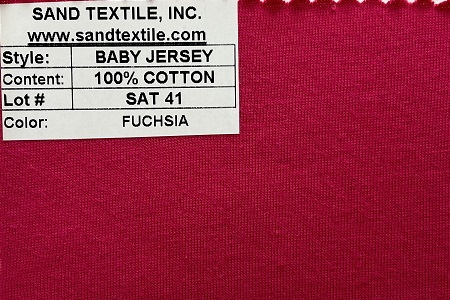 SAND TEXTILE, INC.
www.sandtextile.com
Style: BABY JERSEY
Content: 100% COTTON
Lot # SAT 41
Color: FUCHSIA